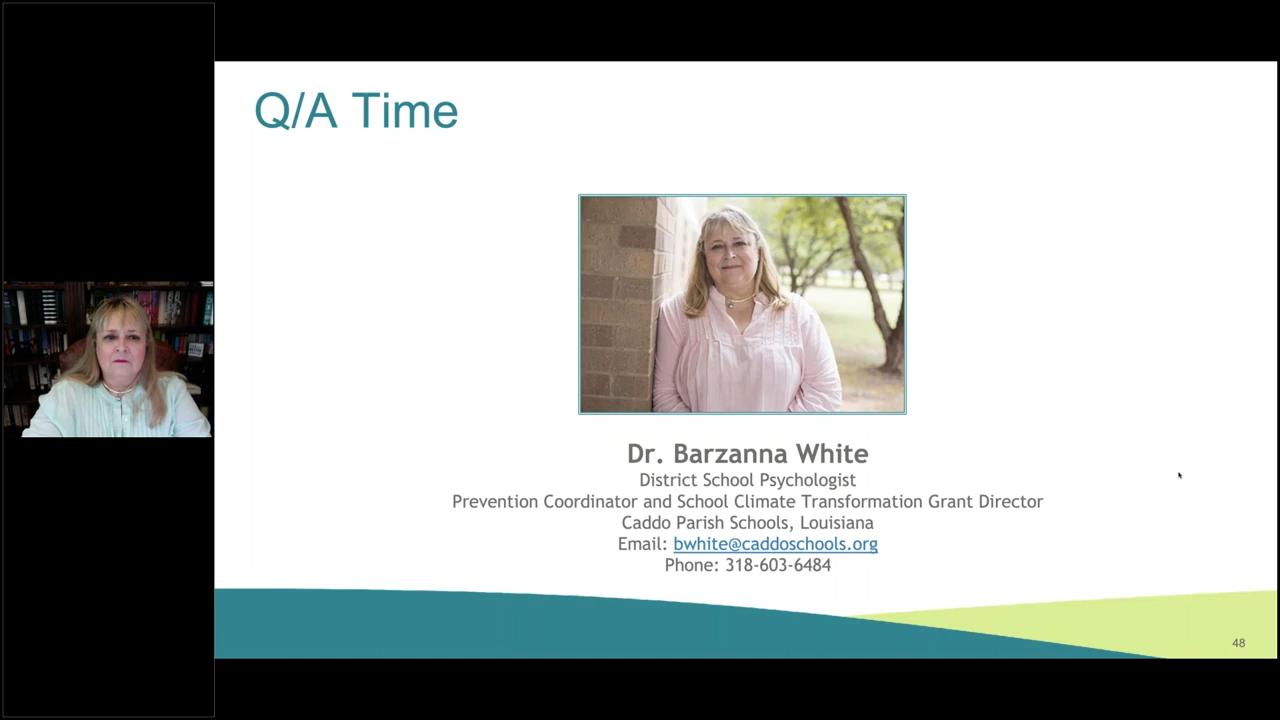 Q/A Time
Dr. Barzanna White
District School Psychologist
Prevention Coordinator and School Climate Transformation Grant Director
Caddo Parish Schools, Louisiana
Email: bwhite@caddoschools.org
Phone: 318-603-6484
48